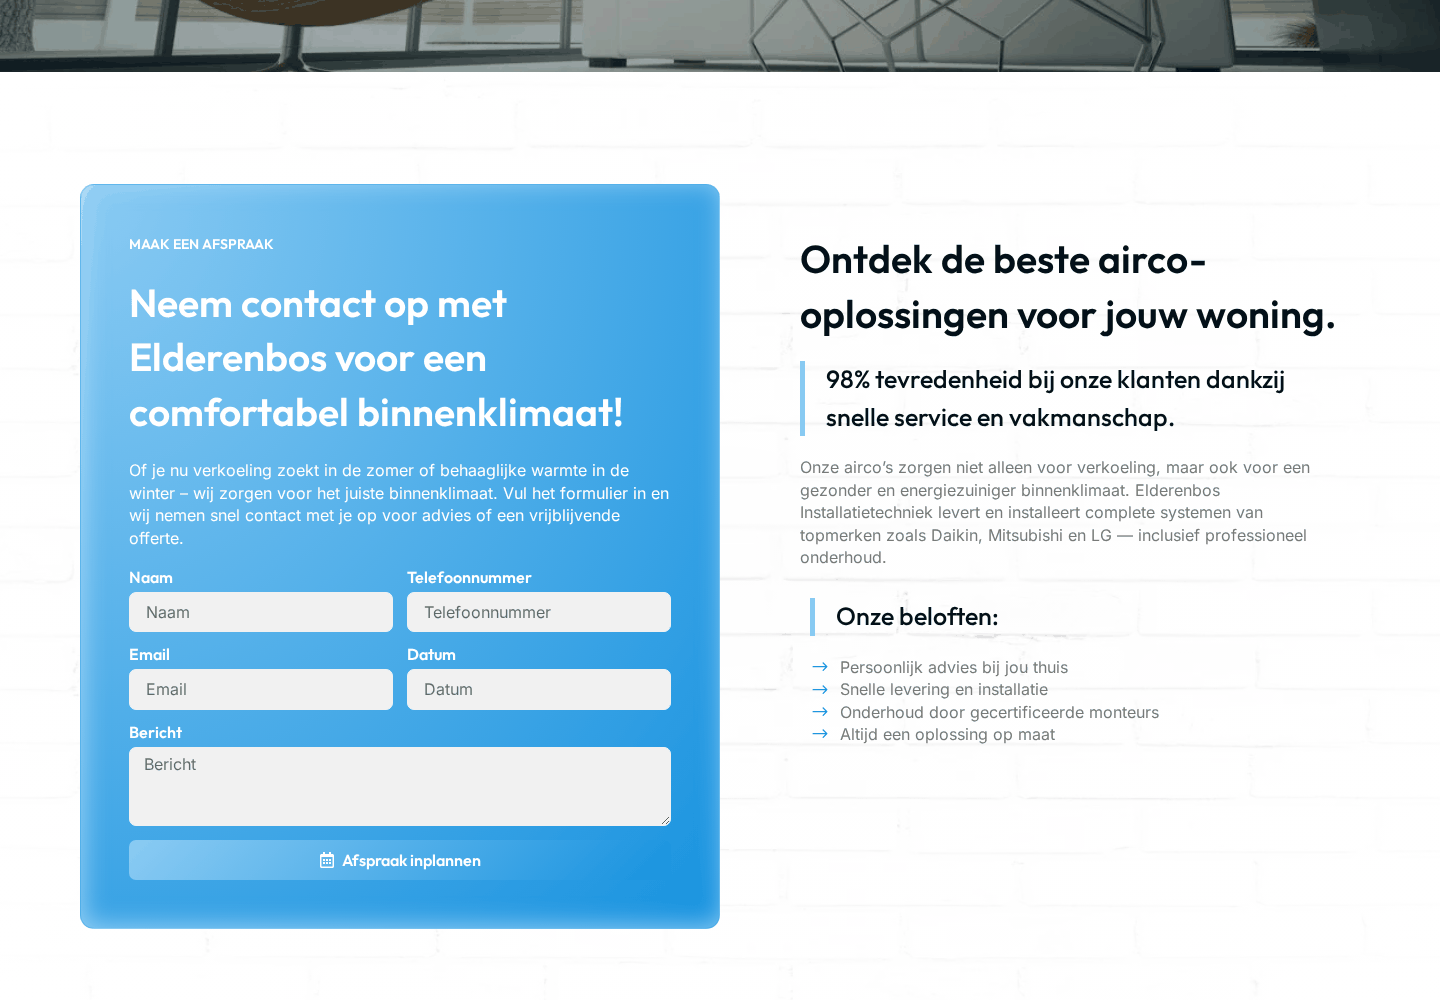 MAAK EEN AFSPRAAK
Neem contact op met
Elderenbos voor een
comfortabel binnenklimaat!
Of je nu verkoeling zoekt in de zomer of behaaglijke warmte in de
winter – wij zorgen voor het juiste binnenklimaat. Vul het formulier in en
wij nemen snel contact met je op voor advies of een vrijblijvende
offerte.
Naam
Telefoonnummer
Naam
Telefoonnummer
Email
Datum
Email
Datum
Bericht
Bericht
Afspraak inplannen
Ontdek de beste airco-
oplossingen voor jouw woning.
98% tevredenheid bij onze klanten dankzij
snelle service en vakmanschap.
Onze airco’s zorgen niet alleen voor verkoeling, maar ook voor een
gezonder en energiezuiniger binnenklimaat. Elderenbos
Installatietechniek levert en installeert complete systemen van
topmerken zoals Daikin, Mitsubishi en LG — inclusief professioneel
onderhoud.
Onze beloften:
Persoonlijk advies bij jou thuis
Snelle levering en installatie
Onderhoud door gecertificeerde monteurs
Altijd een oplossing op maat